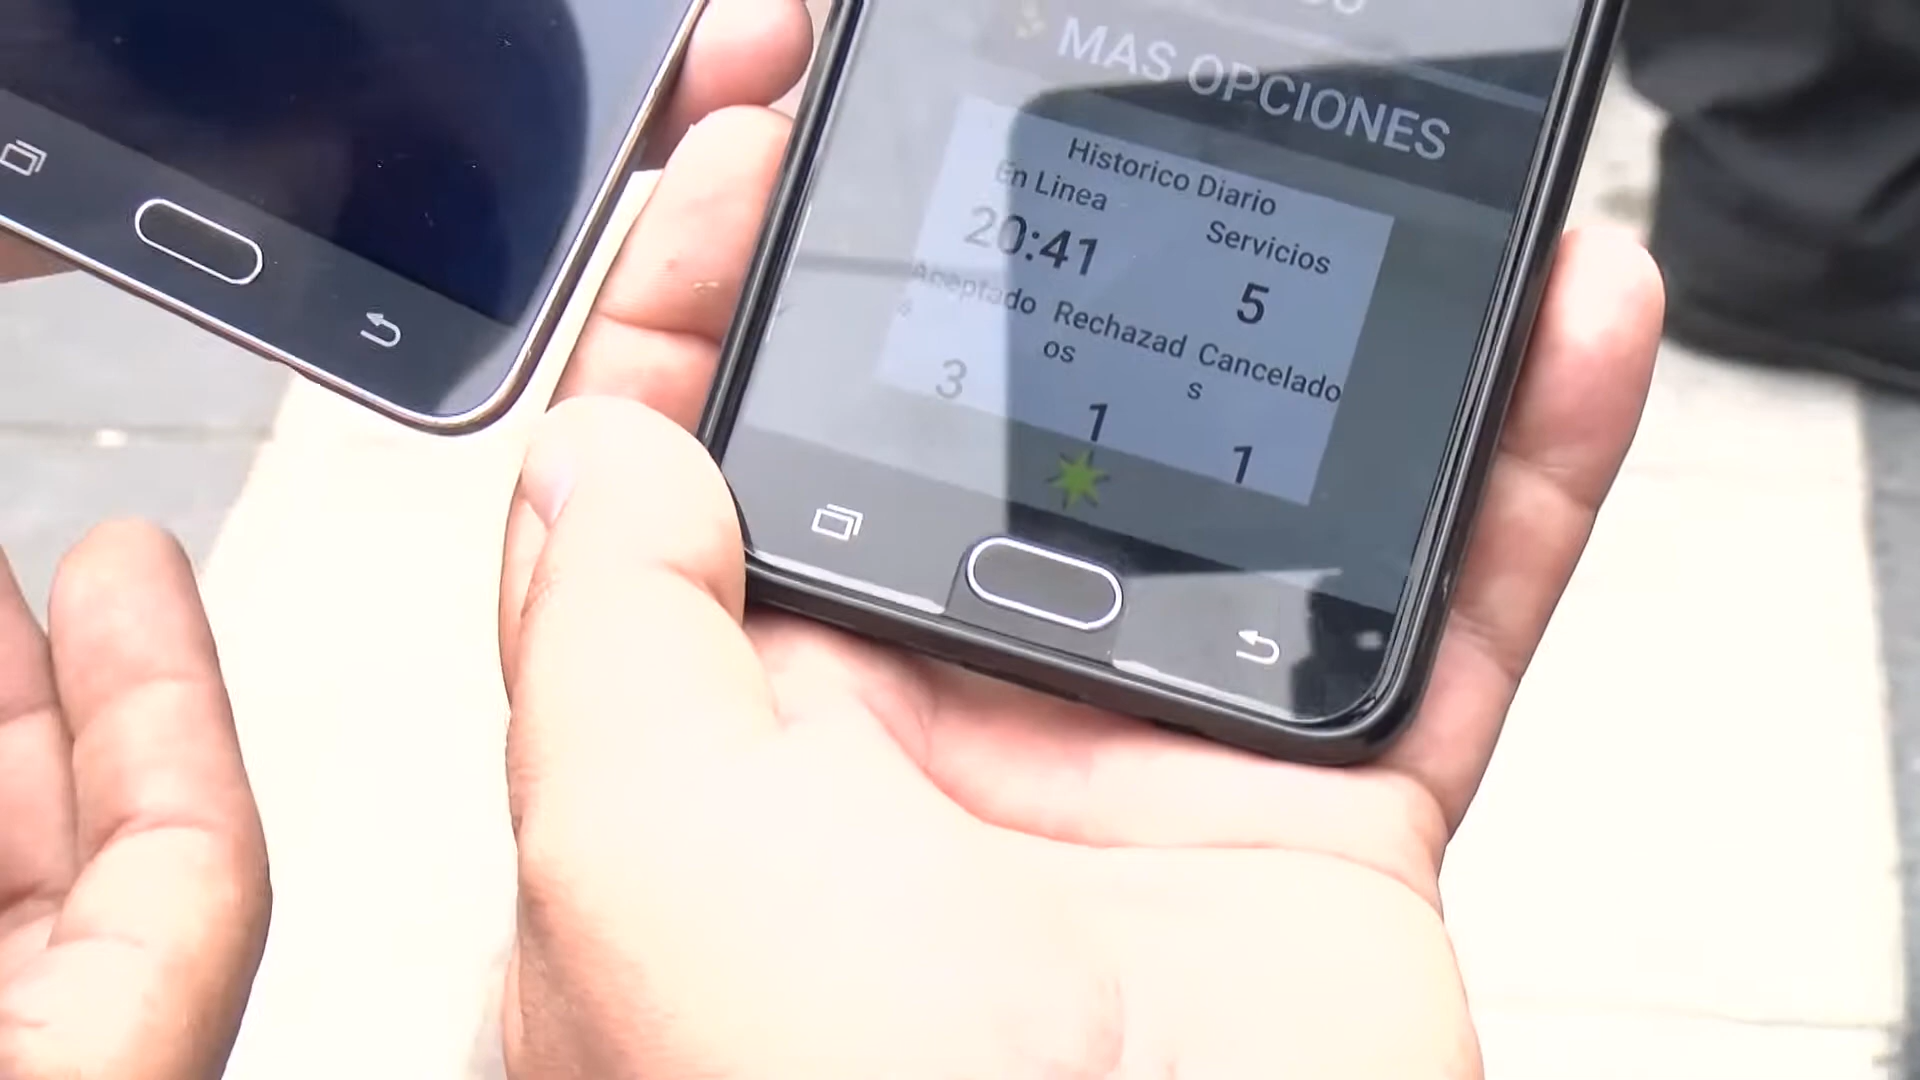 MAS OPCIONES
Historico Diario
En Linea
Servicios
20:41
5
Aceptado
Rechazad
os
Cancelado
s
3
1
1